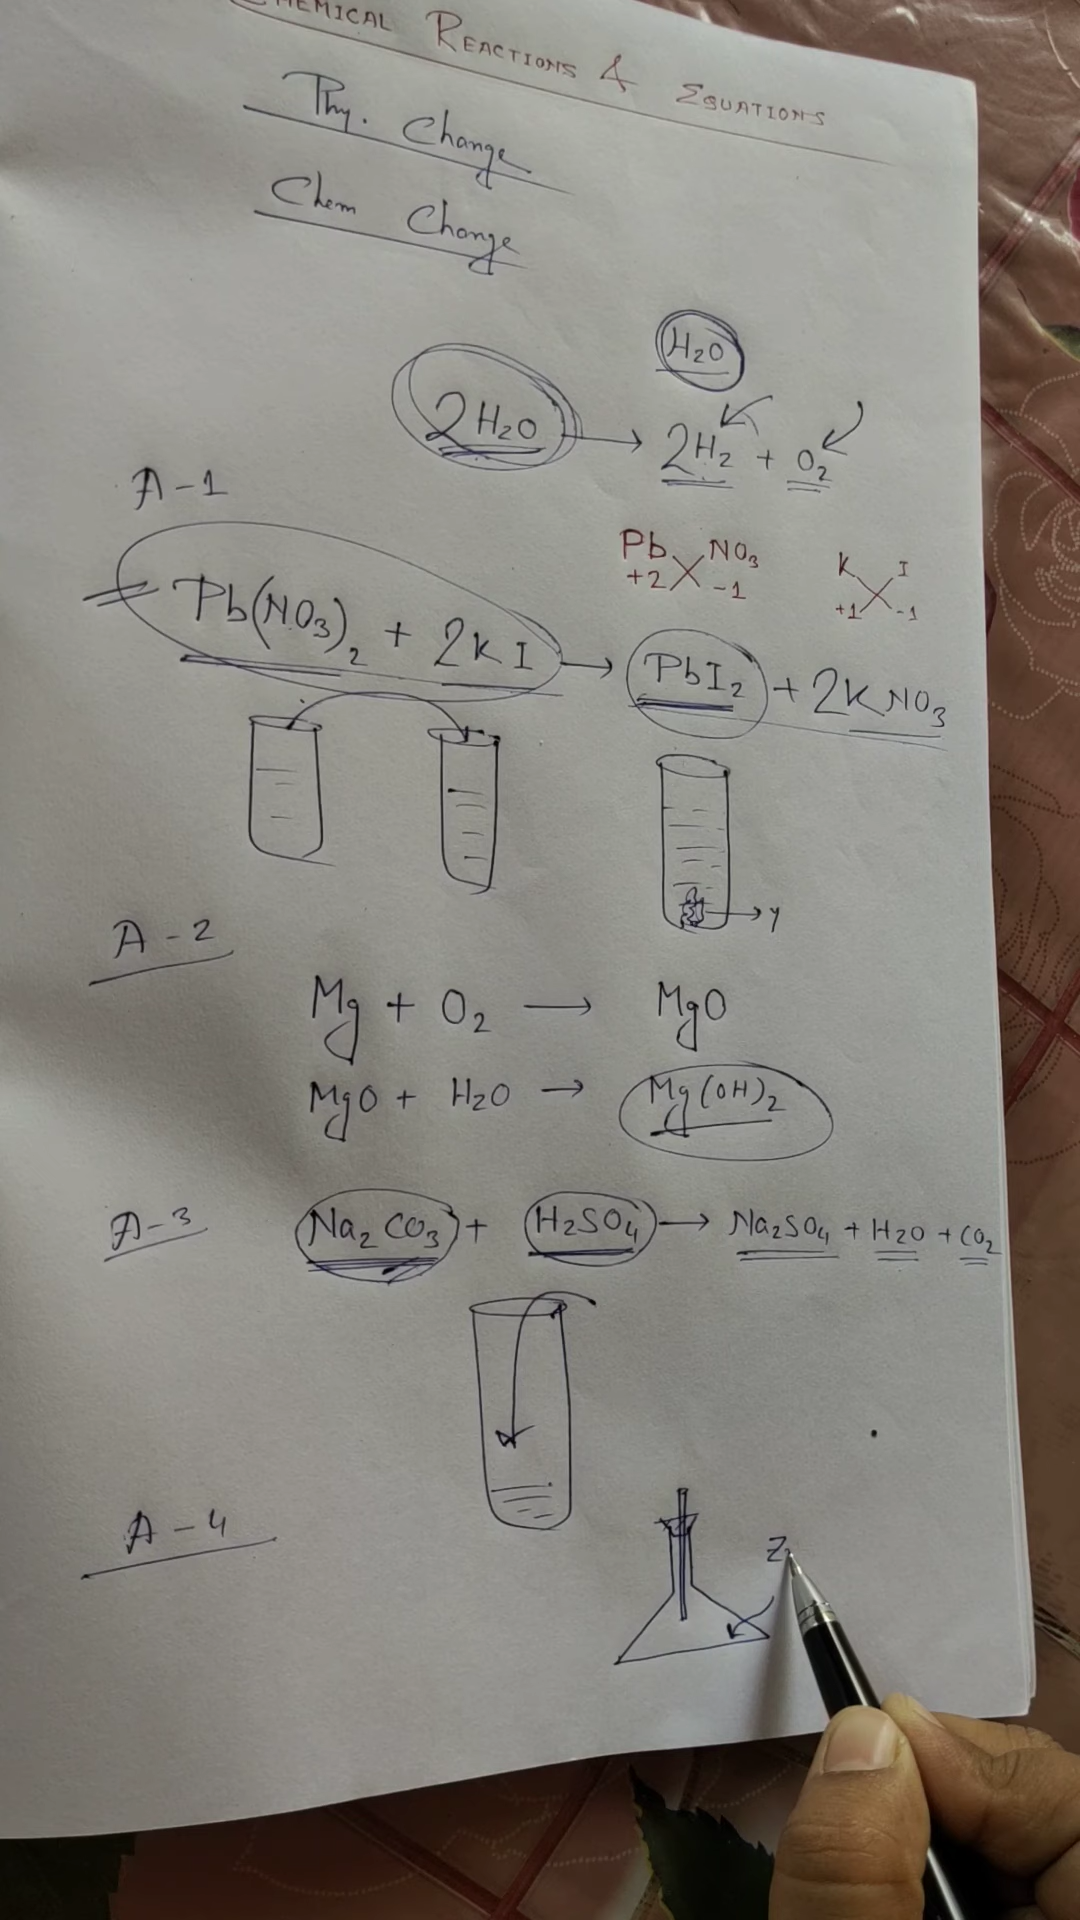 CHEMICAL REACTIONS & EQUATIONS
Phy. Change
Chem Change
H₂O
2H₂O → 2H₂ + O₂
A-1
Pb NO₃
+2 -1
K I
+1 -1
Pb(NO₃)₂ + 2KI → PbI₂ + 2KNO₃
→ y
A-2
Mg + O₂ → MgO
MgO + H₂O → Mg(OH)₂
A-3 Na₂CO₃ + H₂SO₄ → Na₂SO₄ + H₂O + CO₂
A-4